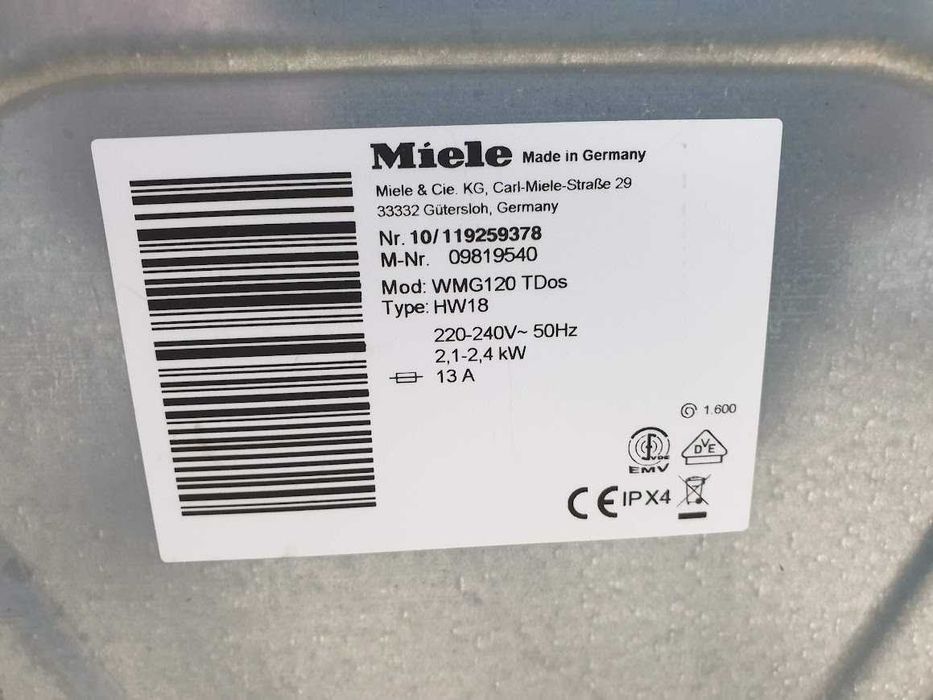 Miele Made in Germany
Miele & Cie. KG, Carl-Miele-Straße 29
33332 Gütersloh, Germany
Nr. 10/119259378
M-Nr. 09819540
Mod: WMG120 TDos
Type: HW18
220-240V~ 50Hz
2,1-2,4 kW
13 A
1.600
VDE
EMV
DVE
CE IPX4